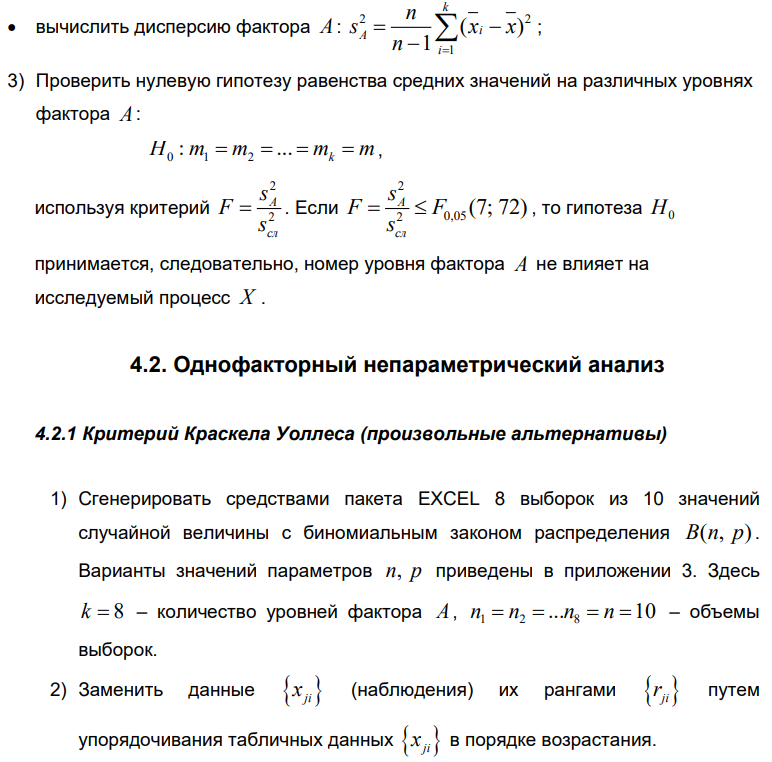 • вычислить дисперсию фактора A: s_A^2 = \frac{n}{n-1} \sum_{i=1}^{k} (\bar{x}_i - \bar{x})^2 ;
3) Проверить нулевую гипотезу равенства средних значений на различных уровнях
фактора A:
H_0 : m_1 = m_2 = ... = m_k = m ,
используя критерий F = \frac{s_A^2}{s_{сл}^2} . Если F = \frac{s_A^2}{s_{сл}^2} ≤ F_{0,05}(7; 72) , то гипотеза H_0
принимается, следовательно, номер уровня фактора A не влияет на
исследуемый процесс X .
4.2. Однофакторный непараметрический анализ
4.2.1 Критерий Краскела Уоллеса (произвольные альтернативы)
1) Сгенерировать средствами пакета EXCEL 8 выборок из 10 значений
случайной величины с биномиальным законом распределения B(n, p).
Варианты значений параметров n, p приведены в приложении 3. Здесь
k = 8 – количество уровней фактора A, n_1 = n_2 = ...n_8 = n = 10 – объемы
выборок.
2) Заменить данные {x_{ji}} (наблюдения) их рангами {r_{ji}} путем
упорядочивания табличных данных {x_{ji}} в порядке возрастания.